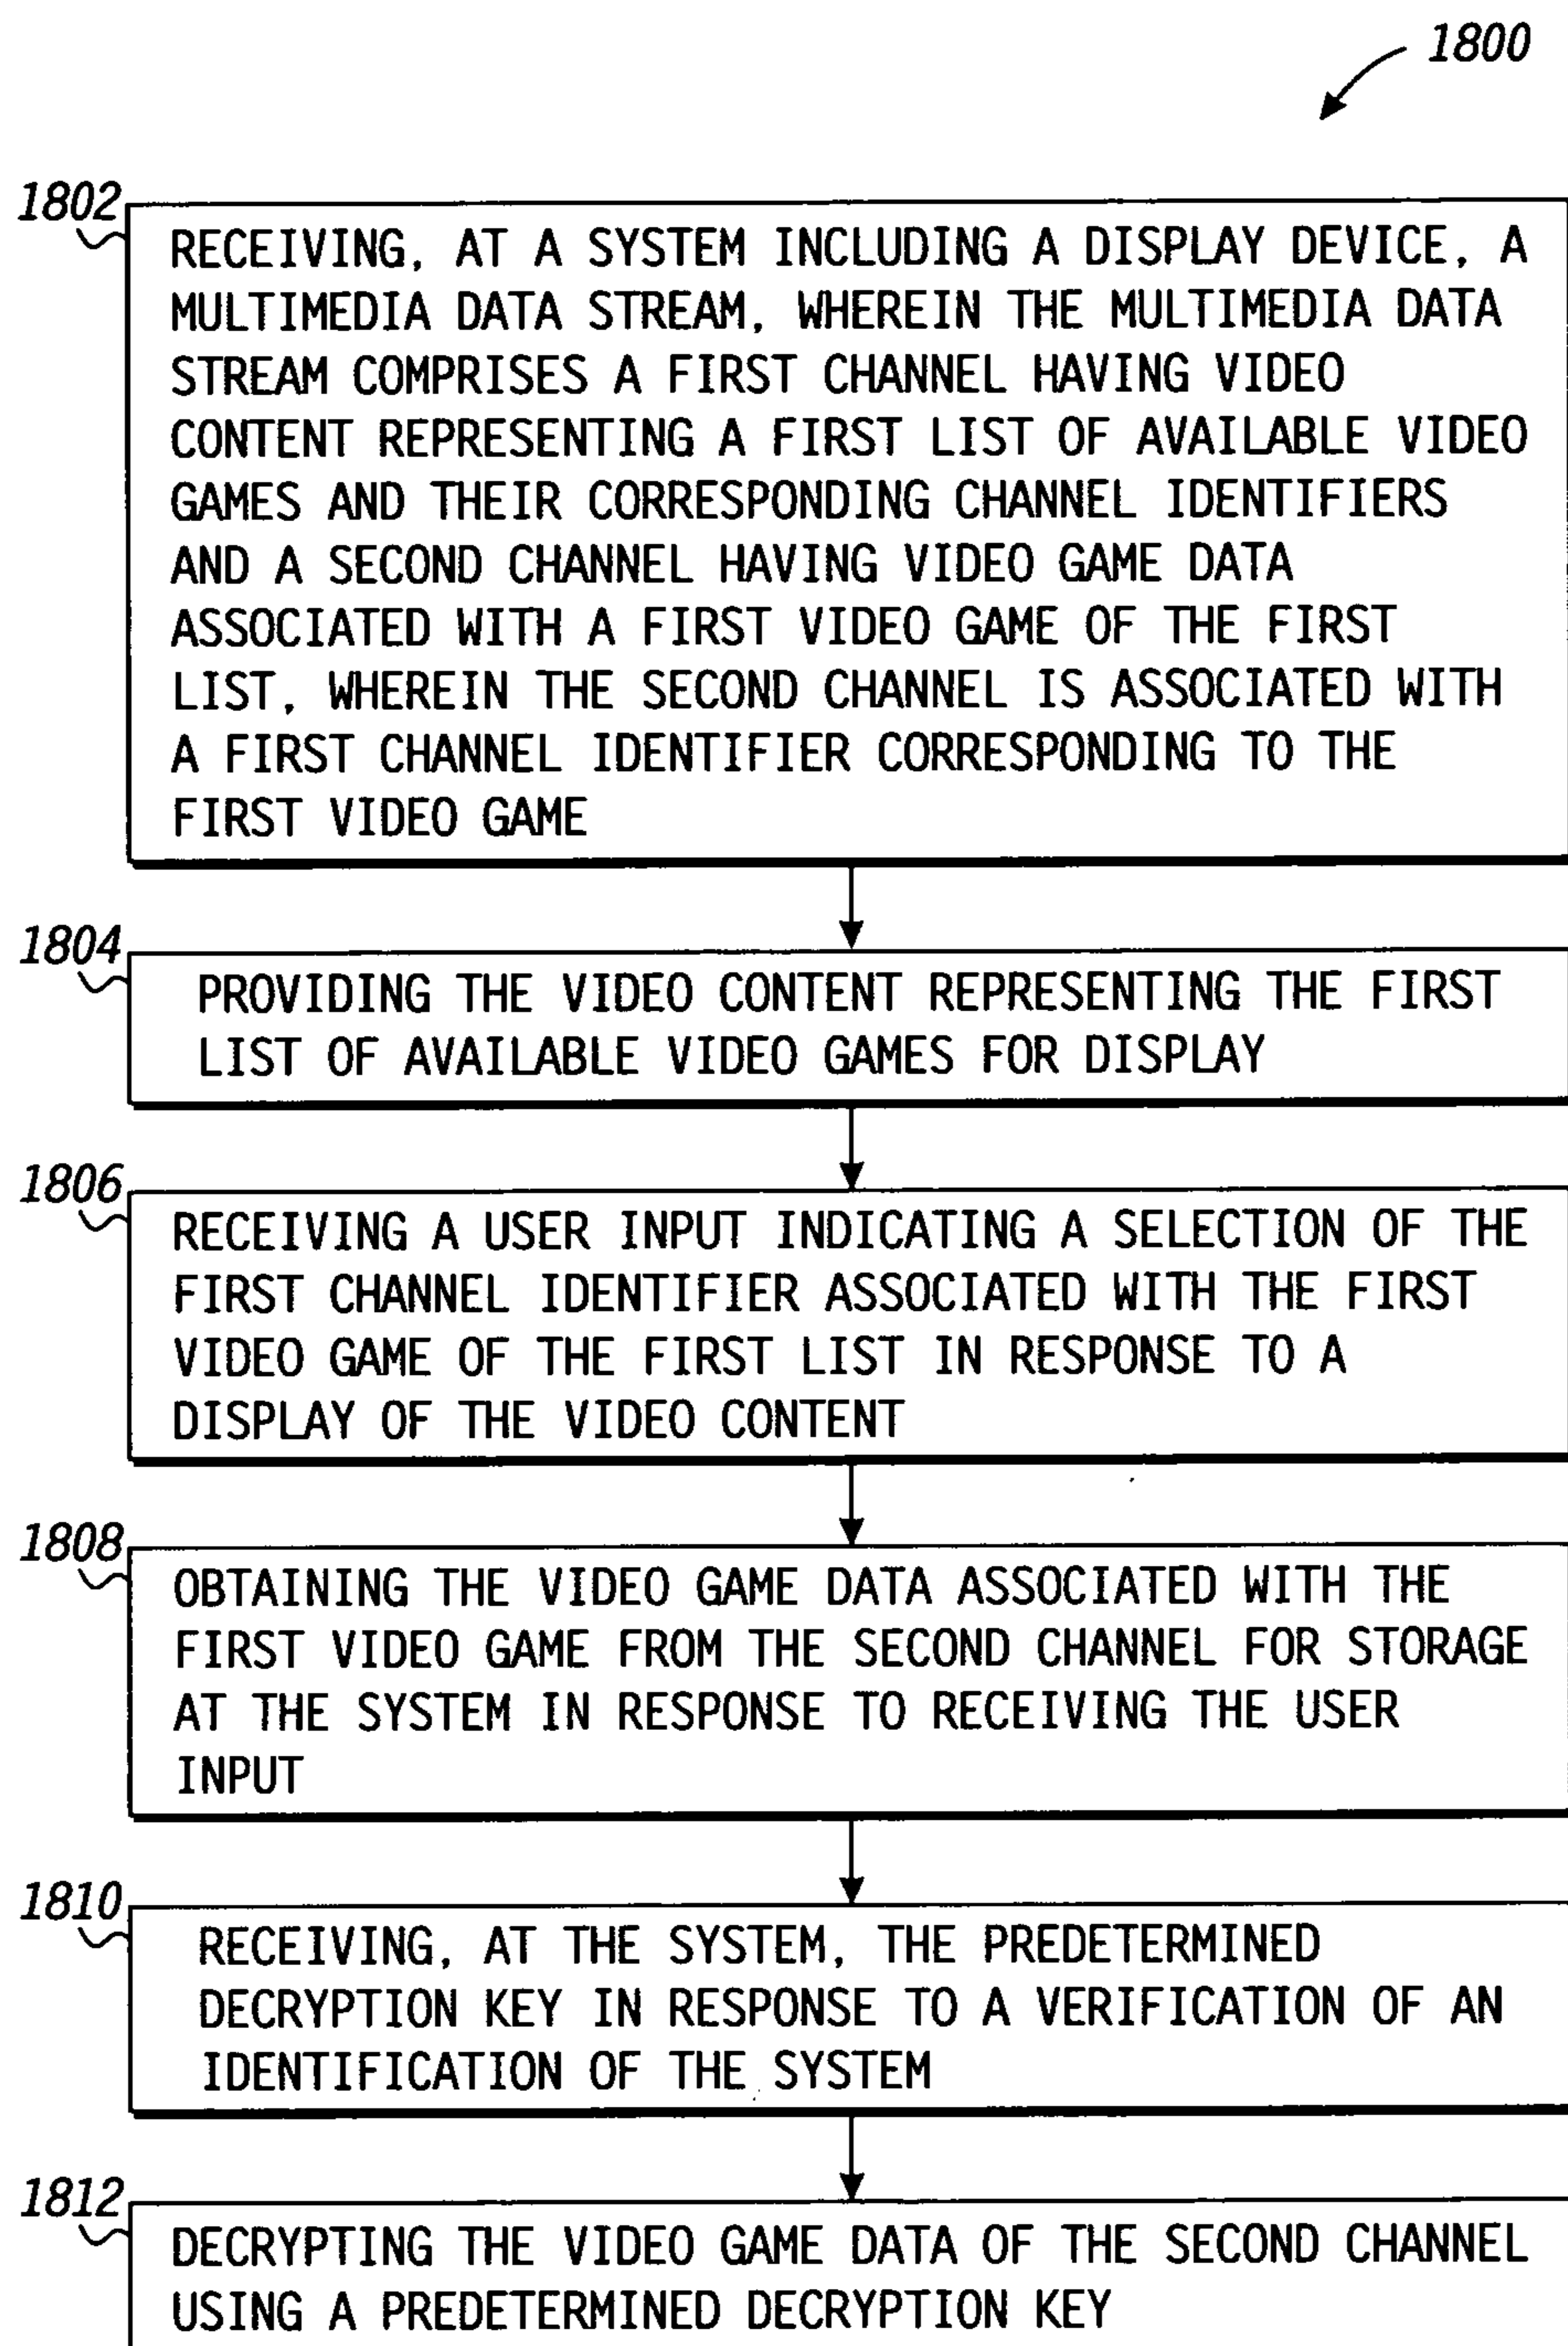 1800
1802
RECEIVING, AT A SYSTEM INCLUDING A DISPLAY DEVICE, A
MULTIMEDIA DATA STREAM, WHEREIN THE MULTIMEDIA DATA
STREAM COMPRISES A FIRST CHANNEL HAVING VIDEO
CONTENT REPRESENTING A FIRST LIST OF AVAILABLE VIDEO
GAMES AND THEIR CORRESPONDING CHANNEL IDENTIFIERS
AND A SECOND CHANNEL HAVING VIDEO GAME DATA
ASSOCIATED WITH A FIRST VIDEO GAME OF THE FIRST
LIST, WHEREIN THE SECOND CHANNEL IS ASSOCIATED WITH
A FIRST CHANNEL IDENTIFIER CORRESPONDING TO THE
FIRST VIDEO GAME
1804
PROVIDING THE VIDEO CONTENT REPRESENTING THE FIRST
LIST OF AVAILABLE VIDEO GAMES FOR DISPLAY
1806
RECEIVING A USER INPUT INDICATING A SELECTION OF THE
FIRST CHANNEL IDENTIFIER ASSOCIATED WITH THE FIRST
VIDEO GAME OF THE FIRST LIST IN RESPONSE TO A
DISPLAY OF THE VIDEO CONTENT
1808
OBTAINING THE VIDEO GAME DATA ASSOCIATED WITH THE
FIRST VIDEO GAME FROM THE SECOND CHANNEL FOR STORAGE
AT THE SYSTEM IN RESPONSE TO RECEIVING THE USER
INPUT
1810
RECEIVING, AT THE SYSTEM, THE PREDETERMINED
DECRYPTION KEY IN RESPONSE TO A VERIFICATION OF AN
IDENTIFICATION OF THE SYSTEM
1812
DECRYPTING THE VIDEO GAME DATA OF THE SECOND CHANNEL
USING A PREDETERMINED DECRYPTION KEY